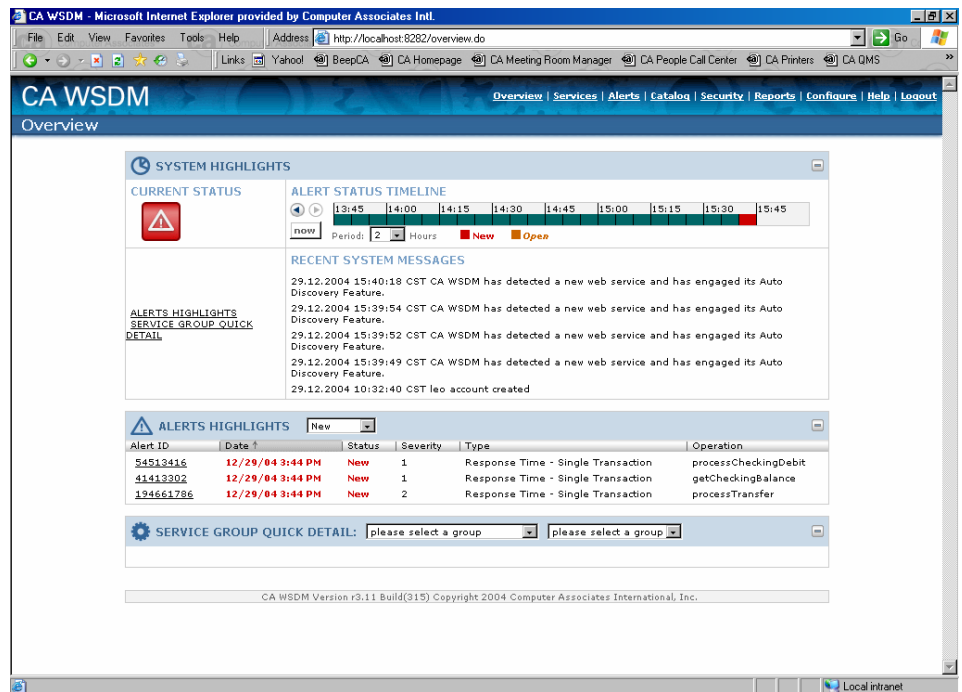 CA WSDM - Microsoft Internet Explorer provided by Computer Associates Intl.
File Edit View Favorites Tools Help Address http://localhost:8282/overview.do Go
Links Yahoo! BeepCA CA Homepage CA Meeting Room Manager CA People Call Center CA Printers CA QMS »
CA WSDM
Overview | Services | Alerts | Catalog | Security | Reports | Configure | Help | Logout
Overview
SYSTEM HIGHLIGHTS
CURRENT STATUS
ALERT STATUS TIMELINE
13:45 14:00 14:15 14:30 14:45 15:00 15:15 15:30 15:45
now Period: 2 Hours New Open
RECENT SYSTEM MESSAGES
29.12.2004 15:40:18 CST CA WSDM has detected a new web service and has engaged its Auto
Discovery Feature.
29.12.2004 15:39:54 CST CA WSDM has detected a new web service and has engaged its Auto
Discovery Feature.
29.12.2004 15:39:52 CST CA WSDM has detected a new web service and has engaged its Auto
Discovery Feature.
29.12.2004 15:39:49 CST CA WSDM has detected a new web service and has engaged its Auto
Discovery Feature.
29.12.2004 10:32:40 CST leo account created
ALERTS HIGHLIGHTS
SERVICE GROUP QUICK
DETAIL
ALERTS HIGHLIGHTS New
Alert ID | Date ↑ | Status | Severity | Type | Operation
54513416 12/29/04 3:44 PM New 1 Response Time - Single Transaction processCheckingDebit
41413302 12/29/04 3:44 PM New 1 Response Time - Single Transaction getCheckingBalance
194661786 12/29/04 3:44 PM New 2 Response Time - Single Transaction processTransfer
SERVICE GROUP QUICK DETAIL: please select a group please select a group
CA WSDM Version r3.11 Build(315) Copyright 2004 Computer Associates International, Inc.
Local intranet